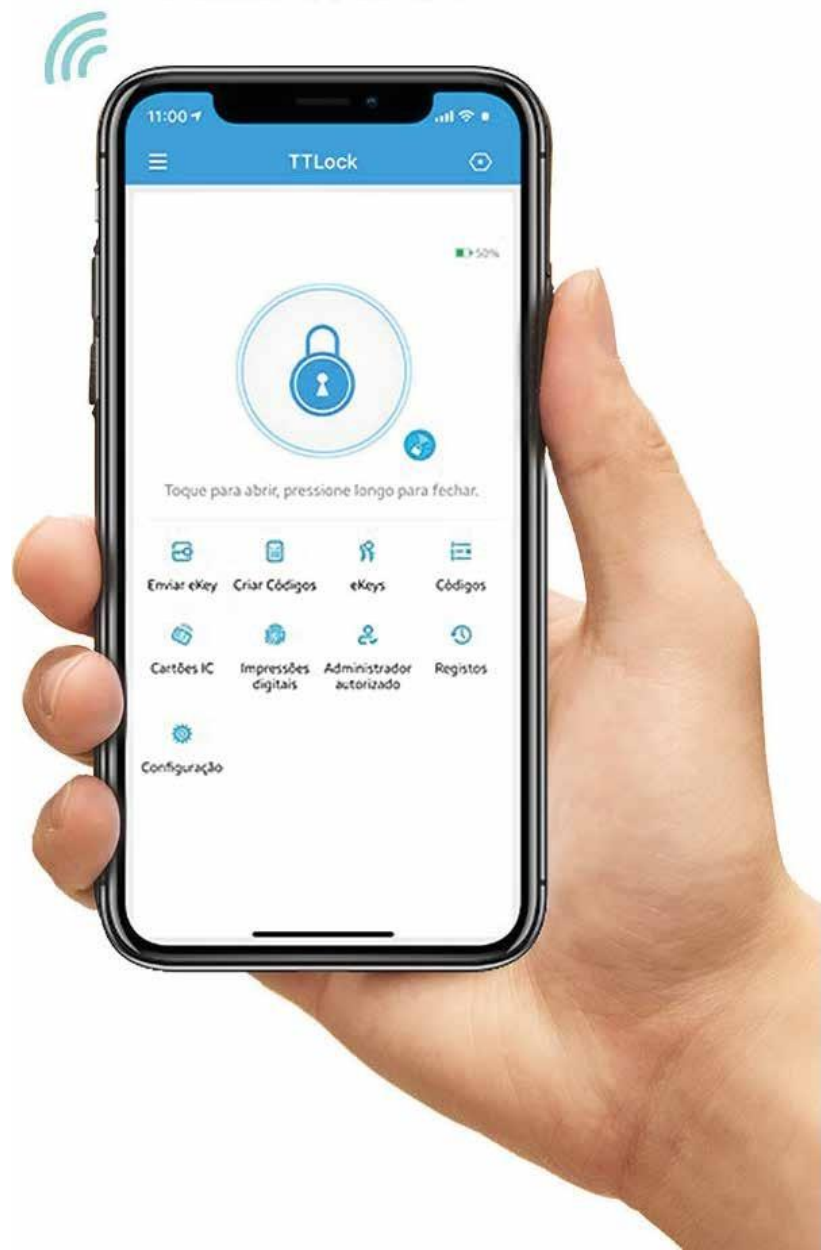 11:00
TTLock
50%
Toque para abrir, pressione longo para fechar.
Enviar eKey Criar Códigos eKeys Códigos
Cartões IC Impressões digitais Administrador autorizado Registos
Configuração